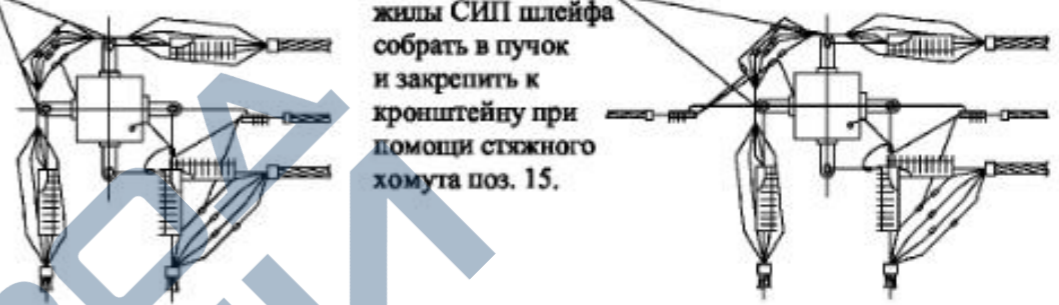 жилы СИП шлейфа
собрать в пучок
и закрепить к
кронштейну при
помощи стяжного
хомута поз. 15.